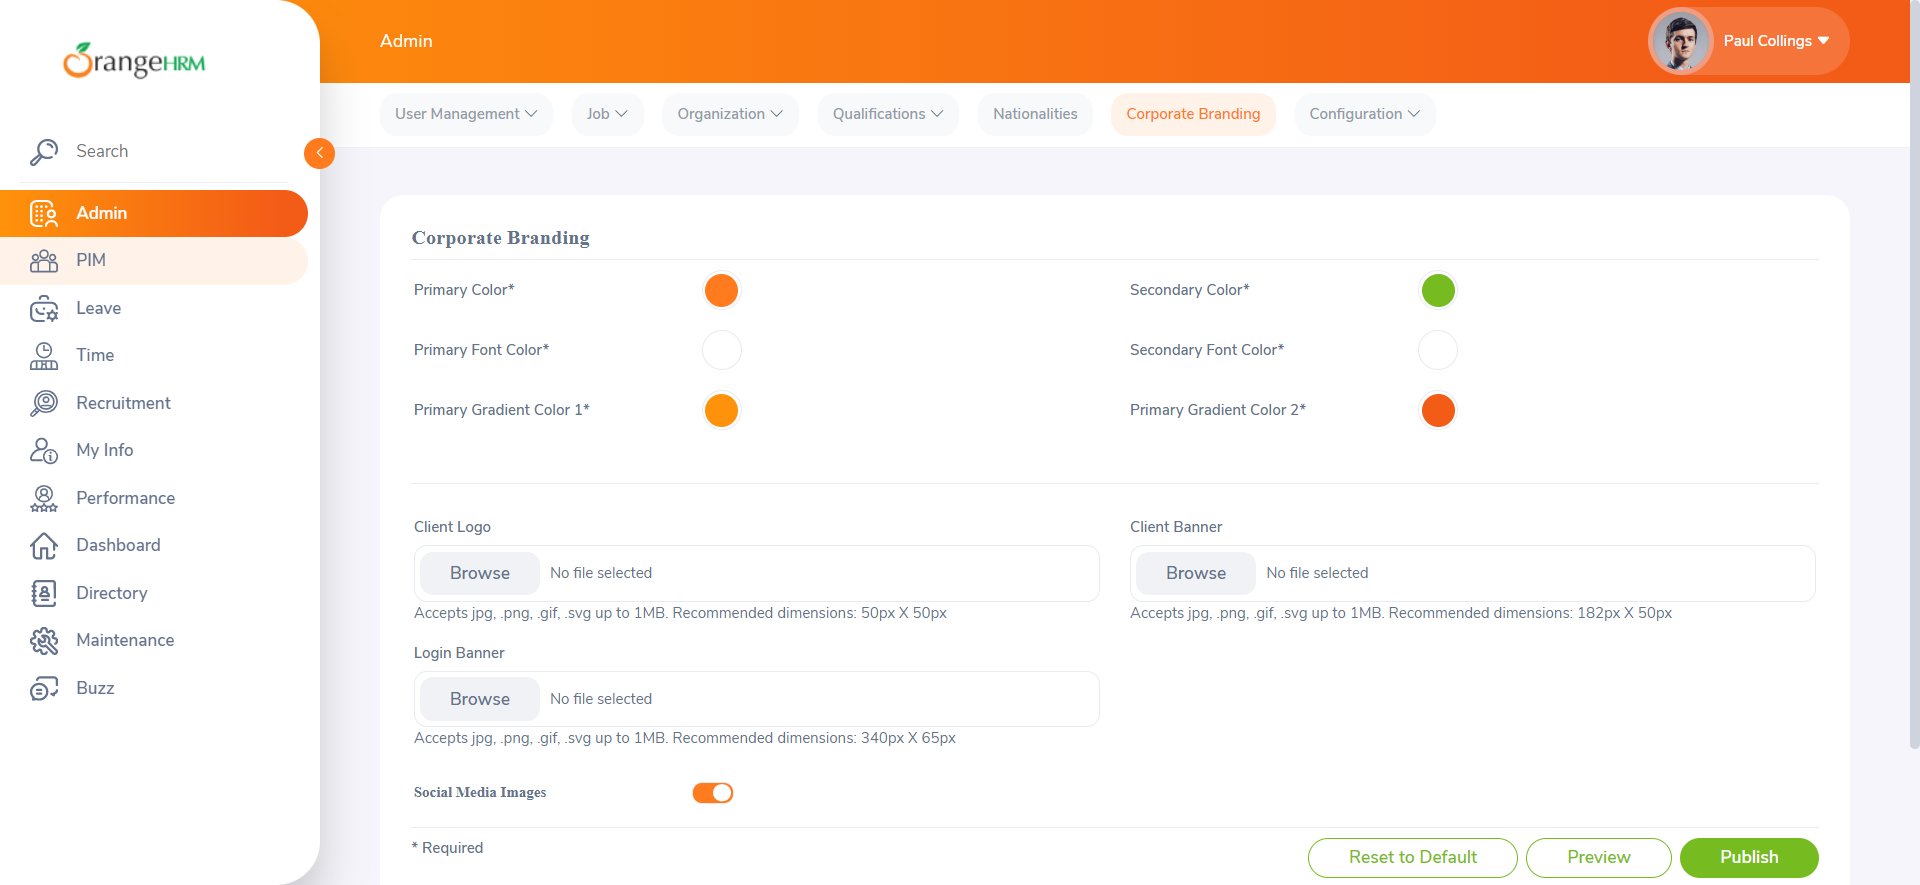 OrangeHRM
Admin
Paul Collings
User Management
Job
Organization
Qualifications
Nationalities
Corporate Branding
Configuration
Search
Admin
PIM
Leave
Time
Recruitment
My Info
Performance
Dashboard
Directory
Maintenance
Buzz
Corporate Branding
Primary Color*
Secondary Color*
Primary Font Color*
Secondary Font Color*
Primary Gradient Color 1*
Primary Gradient Color 2*
Client Logo
Browse No file selected
Accepts jpg, .png, .gif, .svg up to 1MB. Recommended dimensions: 50px X 50px
Client Banner
Browse No file selected
Accepts jpg, .png, .gif, .svg up to 1MB. Recommended dimensions: 182px X 50px
Login Banner
Browse No file selected
Accepts jpg, .png, .gif, .svg up to 1MB. Recommended dimensions: 340px X 65px
Social Media Images
* Required
Reset to Default
Preview
Publish